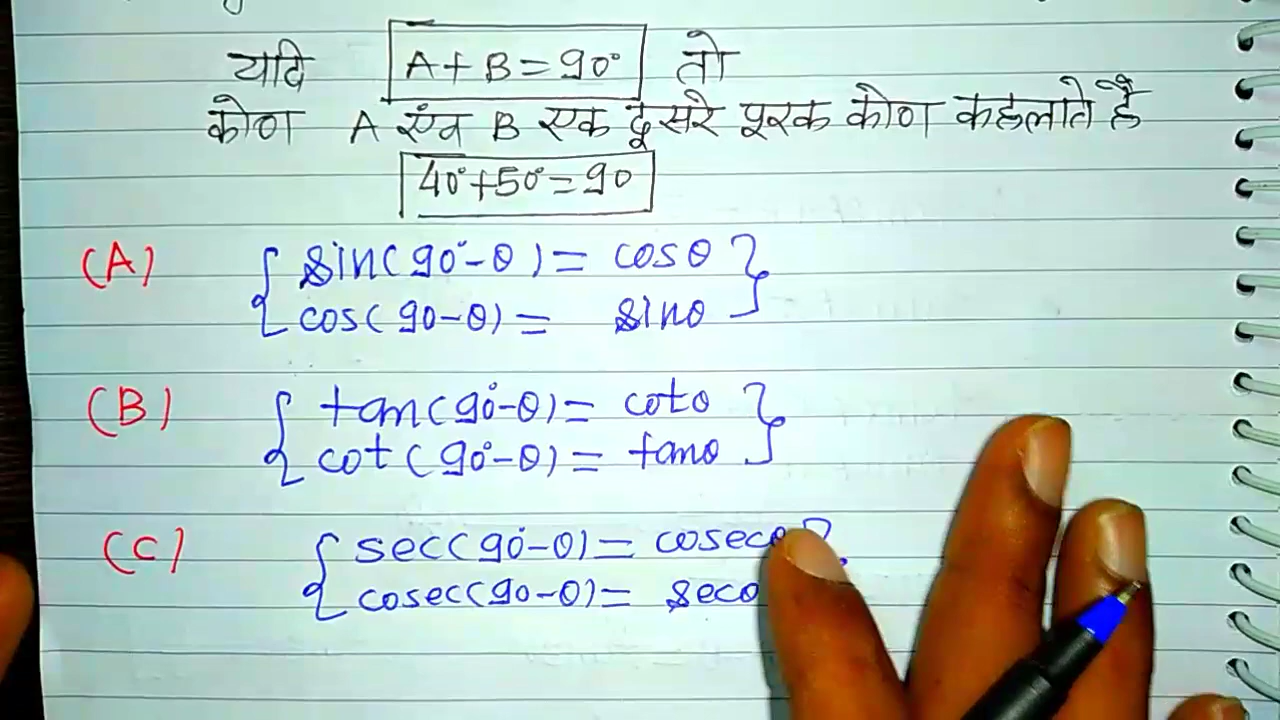 यदि A + B = 90° तो
कोण A एंव B एक दूसरे पूरक कोण कहलाते है
40°+50°=90
(A) { sin(90°-θ) = cosθ }
cos(90-θ) = sinθ
(B) { tan(90°-θ) = cotθ }
cot(90°-θ) = tanθ
(C) { sec(90°-θ) = cosecθ }
cosec(90-θ) = secθ